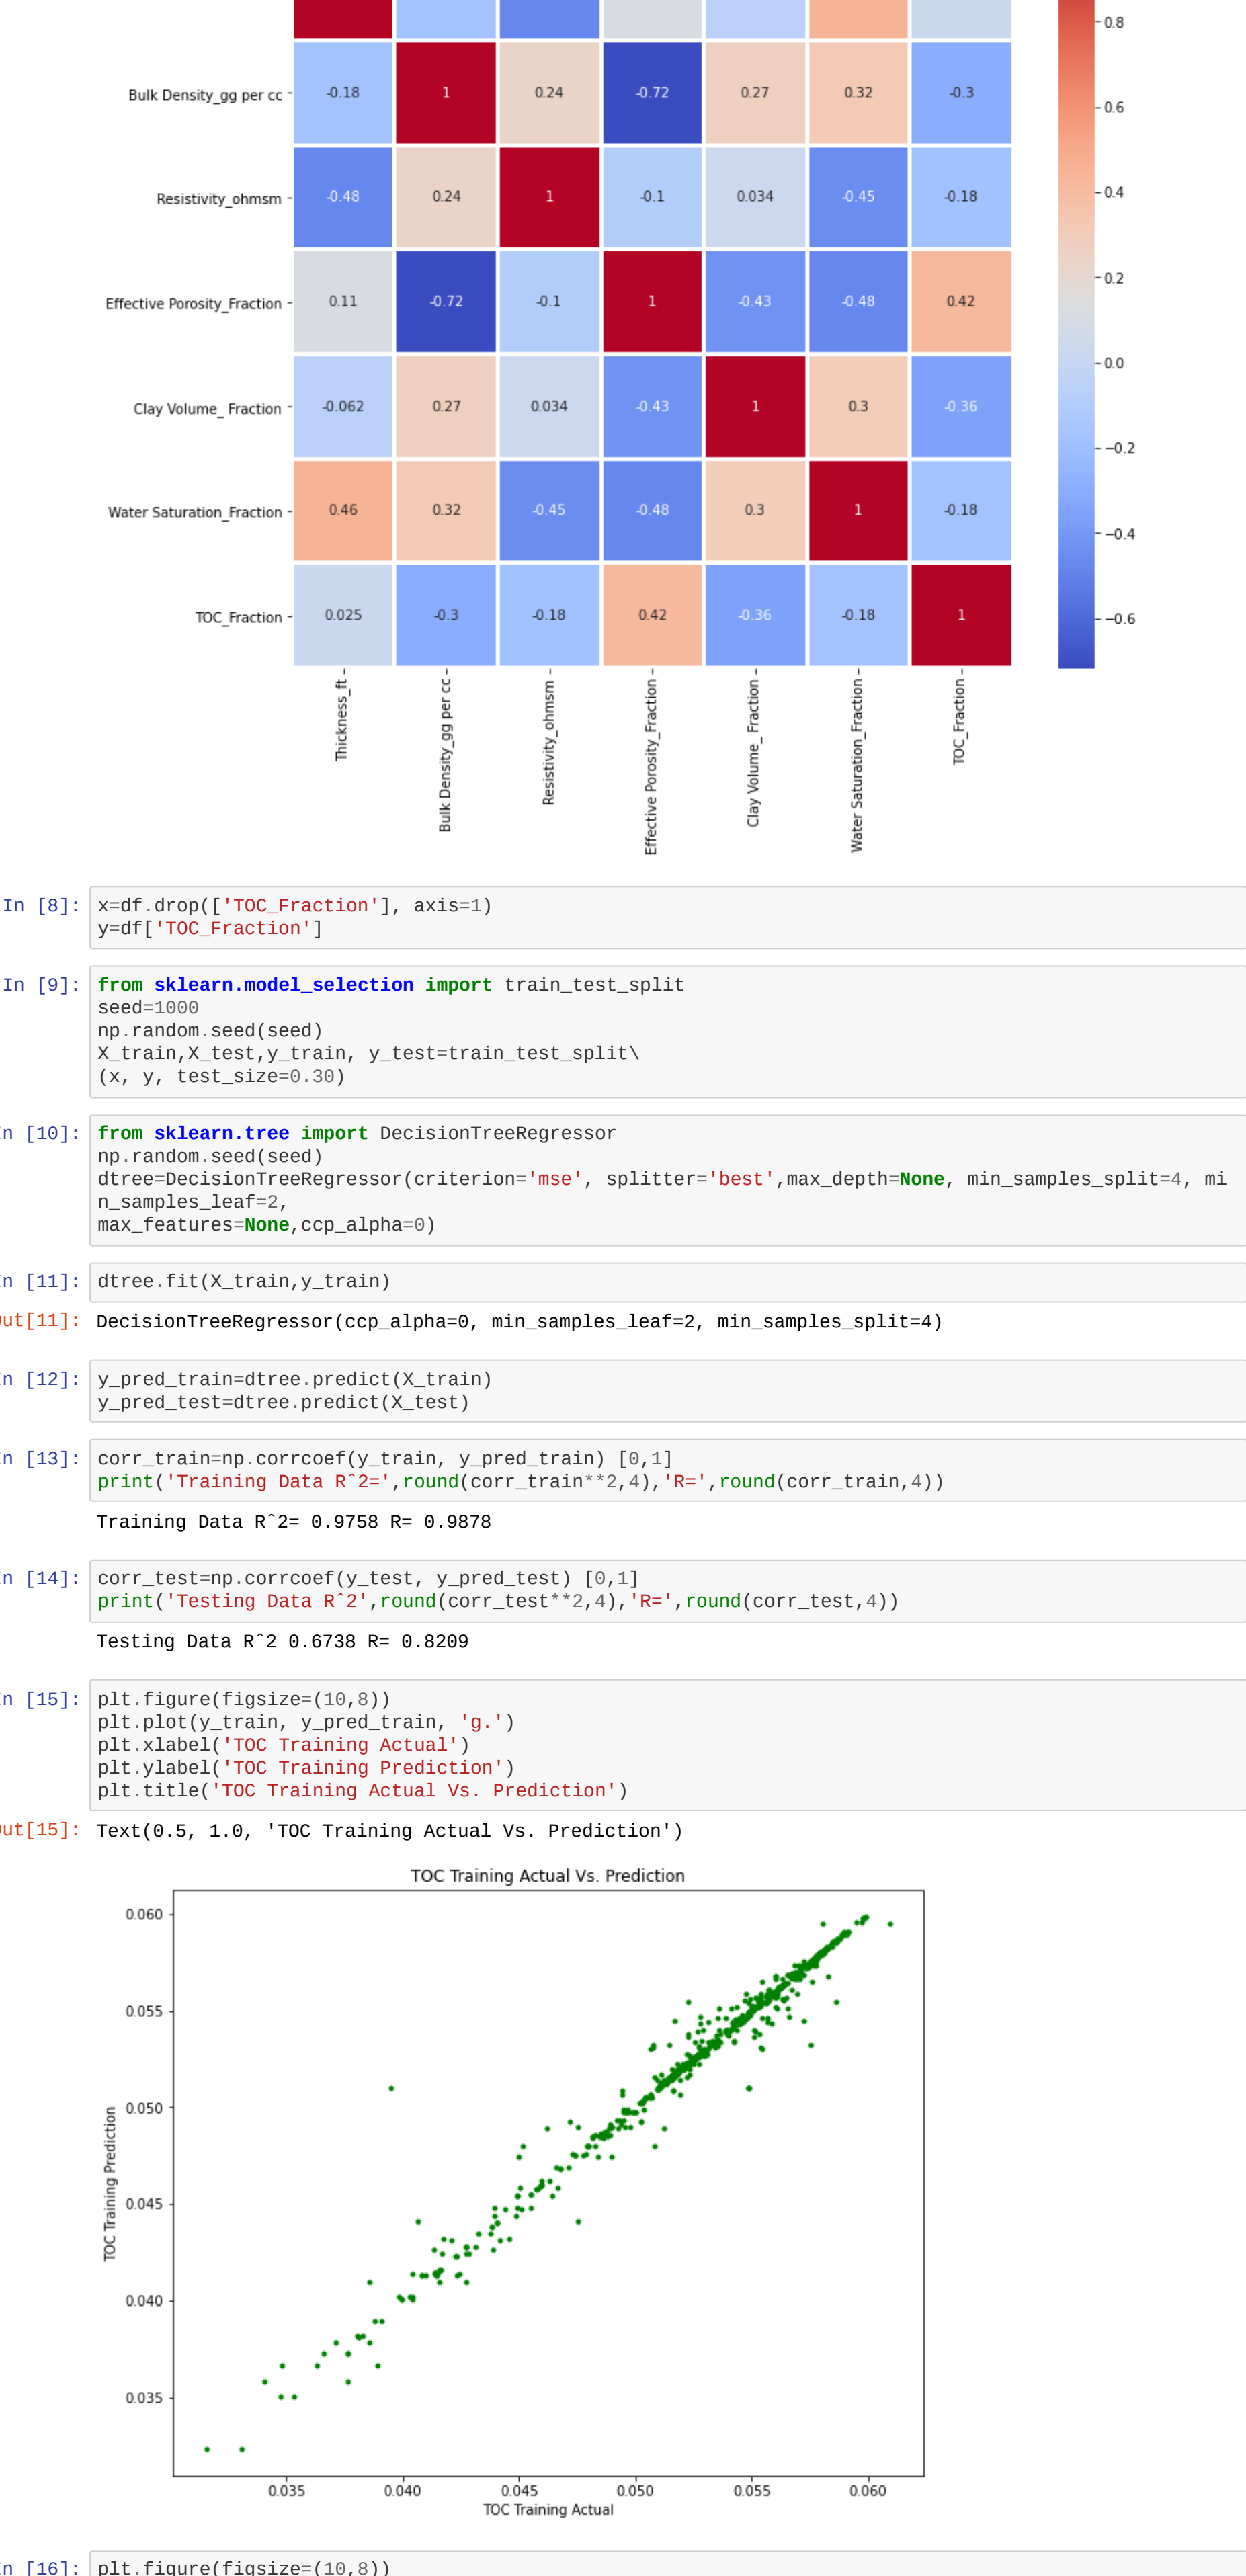 0.8
Bulk Density_gg per cc -0.18 1 0.24 -0.72 0.27 0.32 -0.3
0.6
Resistivity_ohmsm -0.48 0.24 1 -0.1 0.034 -0.45 -0.18
0.4
Effective Porosity_Fraction 0.11 -0.72 -0.1 1 -0.43 -0.48 0.42
0.2
0.0
Clay Volume_ Fraction -0.062 0.27 0.034 -0.43 1 0.3 -0.36
-0.2
Water Saturation_Fraction 0.46 0.32 -0.45 -0.48 0.3 1 -0.18
-0.4
TOC_Fraction 0.025 -0.3 -0.18 0.42 -0.36 -0.18 1
-0.6
Thickness_ft
Bulk Density_gg per cc
Resistivity_ohmsm
Effective Porosity_Fraction
Clay Volume_ Fraction
Water Saturation_Fraction
TOC_Fraction
In [8]: x=df.drop(['TOC_Fraction'], axis=1)
y=df['TOC_Fraction']
In [9]: from sklearn.model_selection import train_test_split
seed=1000
np.random.seed(seed)
X_train,X_test,y_train, y_test=train_test_split\
(x, y, test_size=0.30)
n [10]: from sklearn.tree import DecisionTreeRegressor
np.random.seed(seed)
dtree=DecisionTreeRegressor(criterion='mse', splitter='best',max_depth=None, min_samples_split=4, mi
n_samples_leaf=2,
max_features=None,ccp_alpha=0)
n [11]: dtree.fit(X_train,y_train)
ut[11]: DecisionTreeRegressor(ccp_alpha=0, min_samples_leaf=2, min_samples_split=4)
n [12]: y_pred_train=dtree.predict(X_train)
y_pred_test=dtree.predict(X_test)
n [13]: corr_train=np.corrcoef(y_train, y_pred_train) [0,1]
print('Training Data R^2=',round(corr_train**2,4),'R=',round(corr_train,4))
Training Data R^2= 0.9758 R= 0.9878
n [14]: corr_test=np.corrcoef(y_test, y_pred_test) [0,1]
print('Testing Data R^2',round(corr_test**2,4),'R=',round(corr_test,4))
Testing Data R^2 0.6738 R= 0.8209
n [15]: plt.figure(figsize=(10,8))
plt.plot(y_train, y_pred_train, 'g.')
plt.xlabel('TOC Training Actual')
plt.ylabel('TOC Training Prediction')
plt.title('TOC Training Actual Vs. Prediction')
ut[15]: Text(0.5, 1.0, 'TOC Training Actual Vs. Prediction')
TOC Training Actual Vs. Prediction
0.060
0.055
0.050
0.045
0.040
0.035
TOC Training Prediction
0.035 0.040 0.045 0.050 0.055 0.060
TOC Training Actual
n [16]: plt.figure(figsize=(10,8))